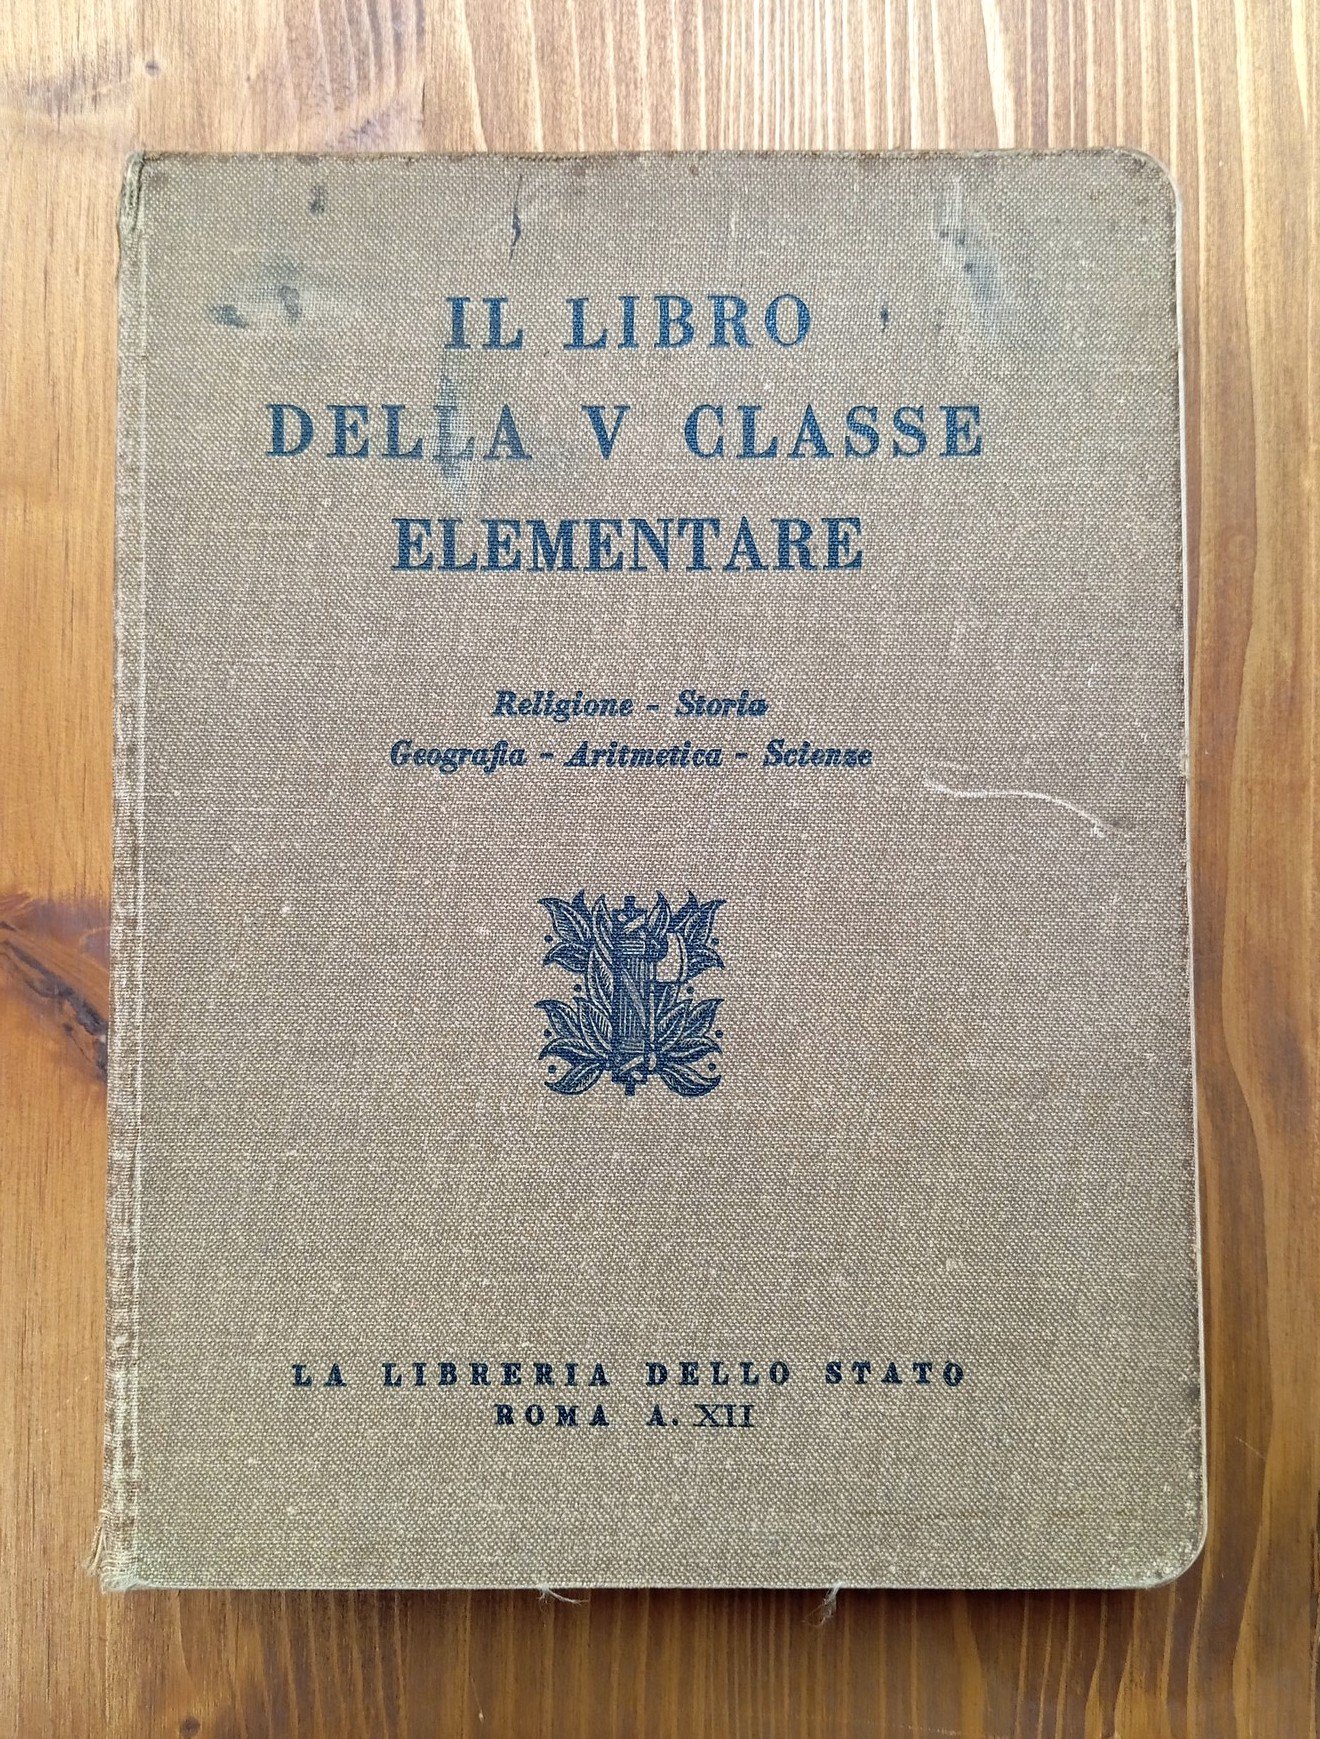 IL LIBRO
DELLA V CLASSE
ELEMENTARE
Religione - Storia
Geografia - Aritmetica - Scienze
LA LIBRERIA DELLO STATO
ROMA A. XII